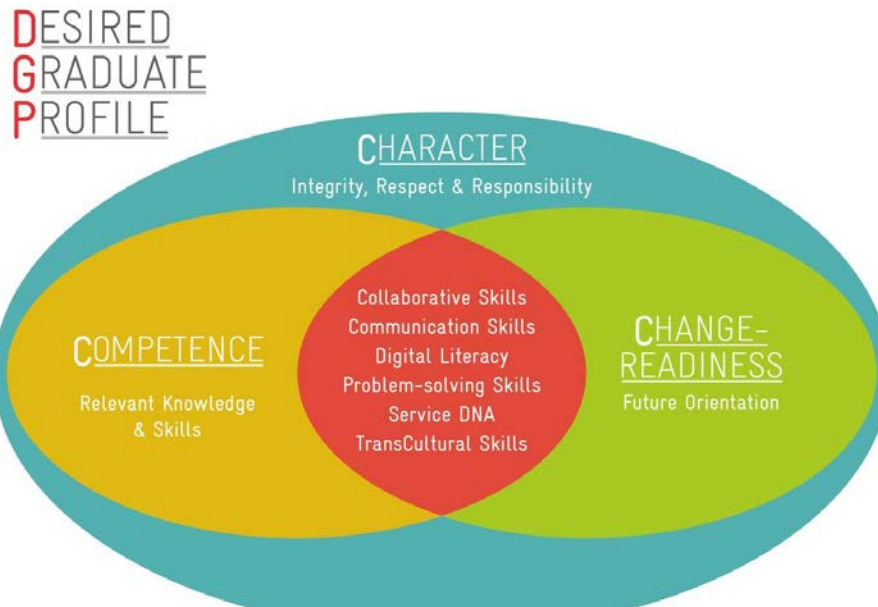 DESIRED
GRADUATE
PROFILE
CHARACTER
Integrity, Respect & Responsibility
COMPETENCE
Relevant Knowledge
& Skills
Collaborative Skills
Communication Skills
Digital Literacy
Problem-solving Skills
Service DNA
TransCultural Skills
CHANGE-
READINESS
Future Orientation